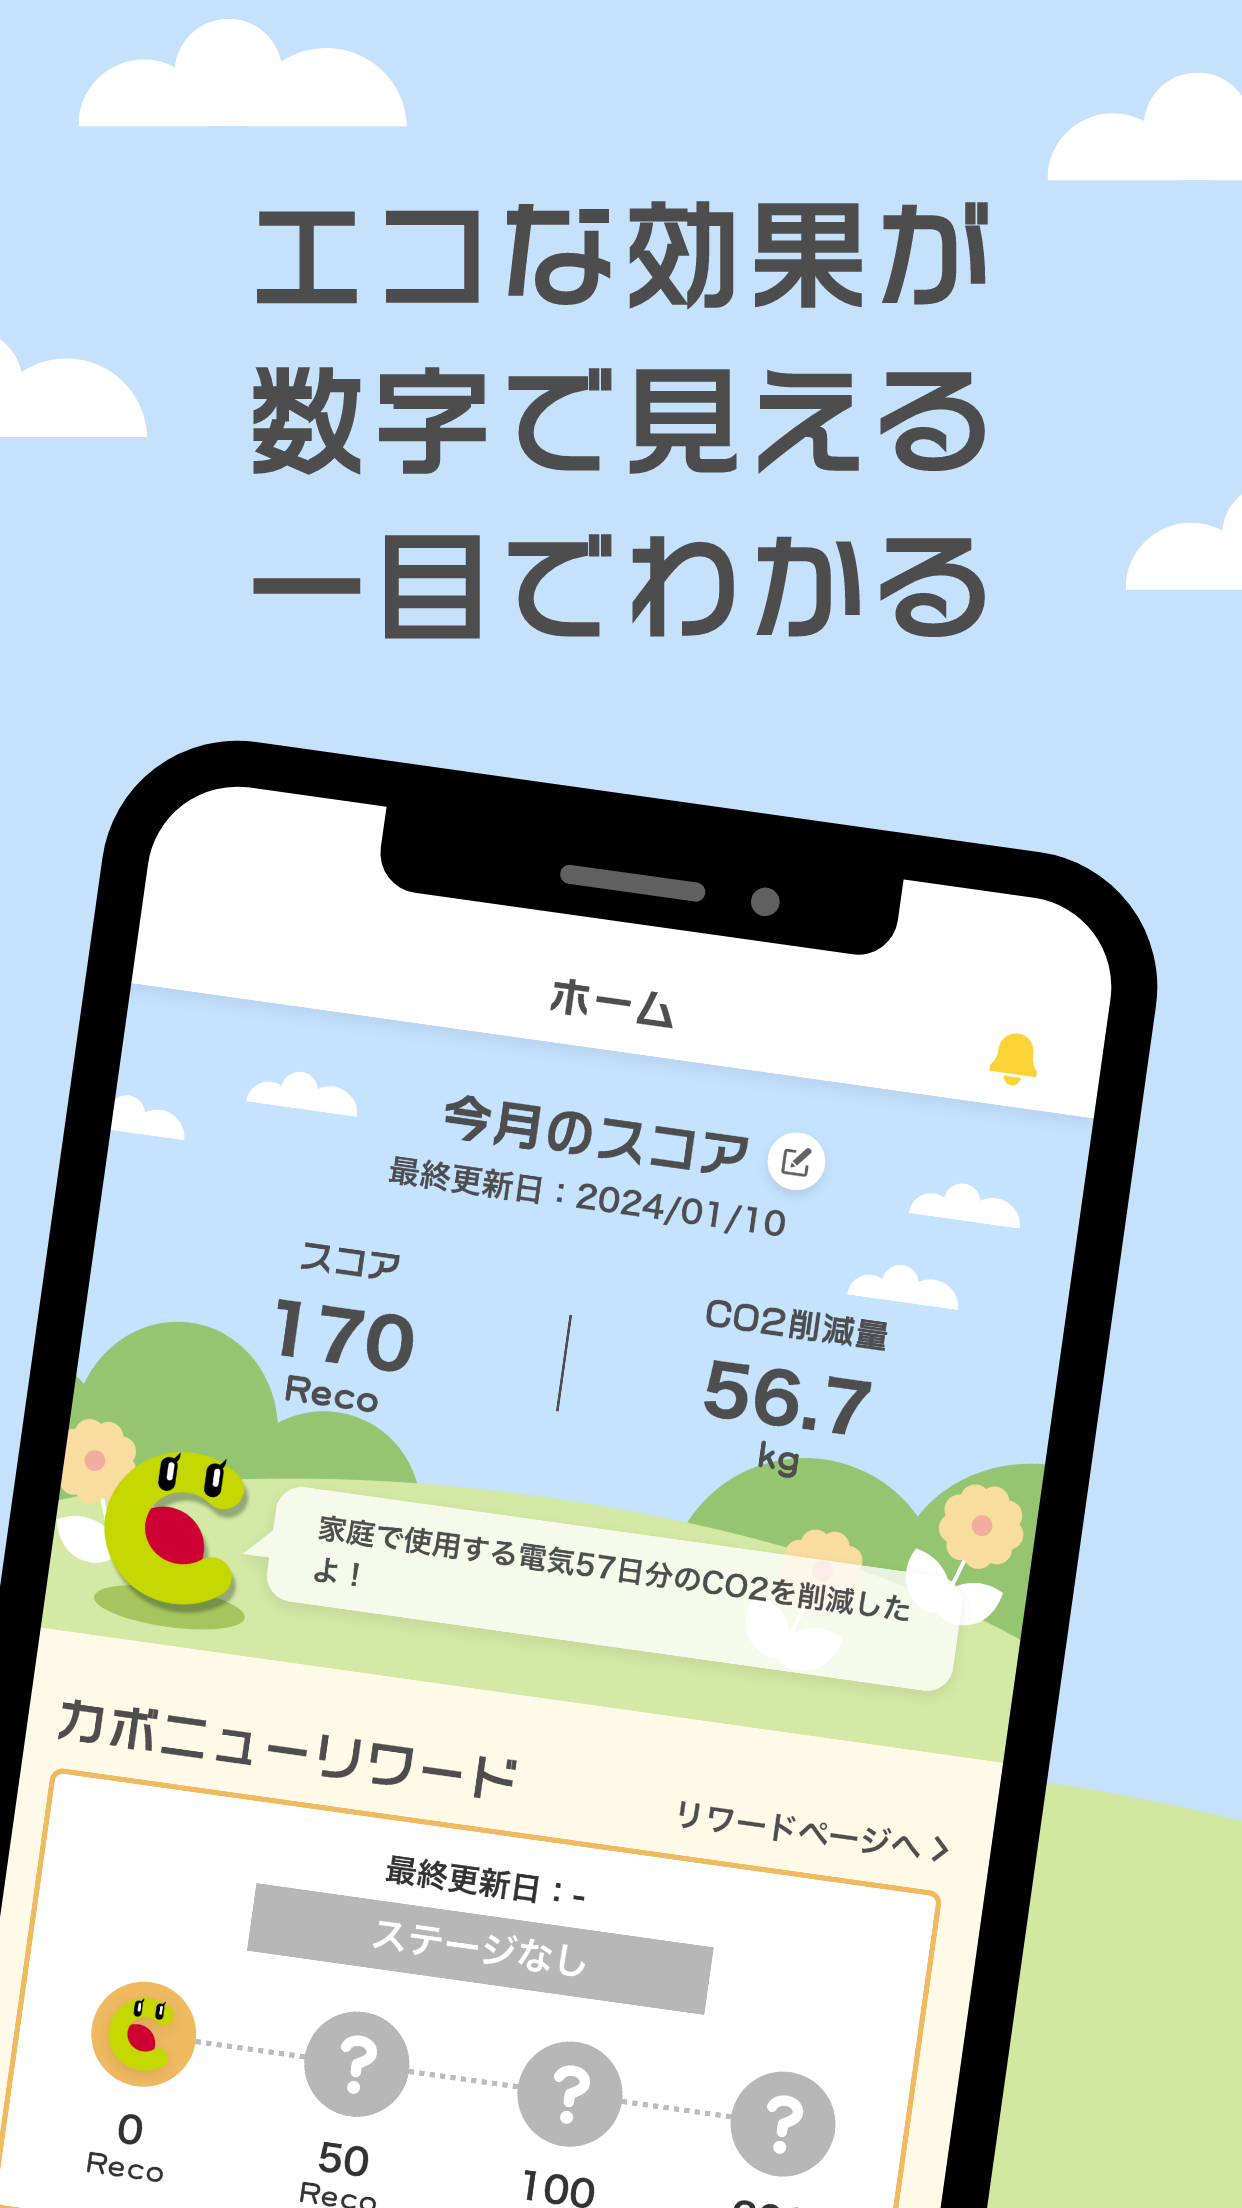 エコな効果が
数字で見える
一目でわかる
ホーム
今月のスコア
最終更新日：2024/01/10
スコア
170
Reco
CO2削減量
56.7
kg
家庭で使用する電気57日分のCO2を削減した
よ！
カボニューリワード
リワードページへ
最終更新日：-
ステージなし
0
Reco
50
Reco
100